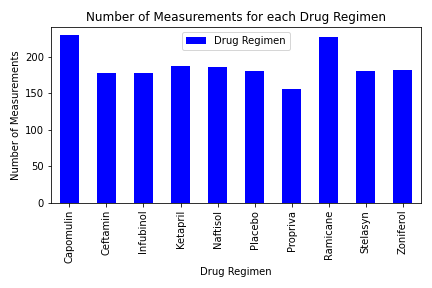 Number of Measurements for each Drug Regimen
Drug Regimen
Number of Measurements
200
150
100
50
0
Capomulin
Ceftamin
Infubinol
Ketapril
Naftisol
Placebo
Propriva
Ramicane
Stelasyn
Zoniferol
Drug Regimen